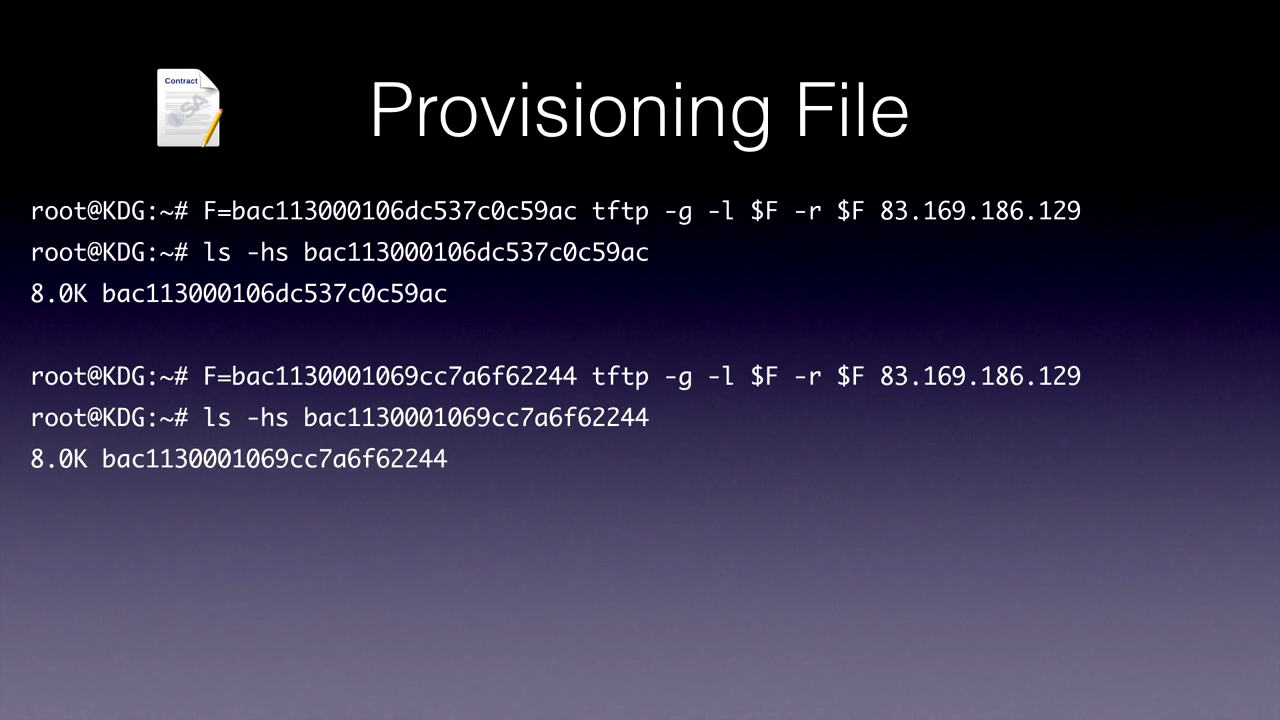 Contract
Provisioning File
root@KDG:~# F=bac113000106dc537c0c59ac tftp -g -l $F -r $F 83.169.186.129
root@KDG:~# ls -hs bac113000106dc537c0c59ac
8.0K bac113000106dc537c0c59ac
root@KDG:~# F=bac1130001069cc7a6f62244 tftp -g -l $F -r $F 83.169.186.129
root@KDG:~# ls -hs bac1130001069cc7a6f62244
8.0K bac1130001069cc7a6f62244